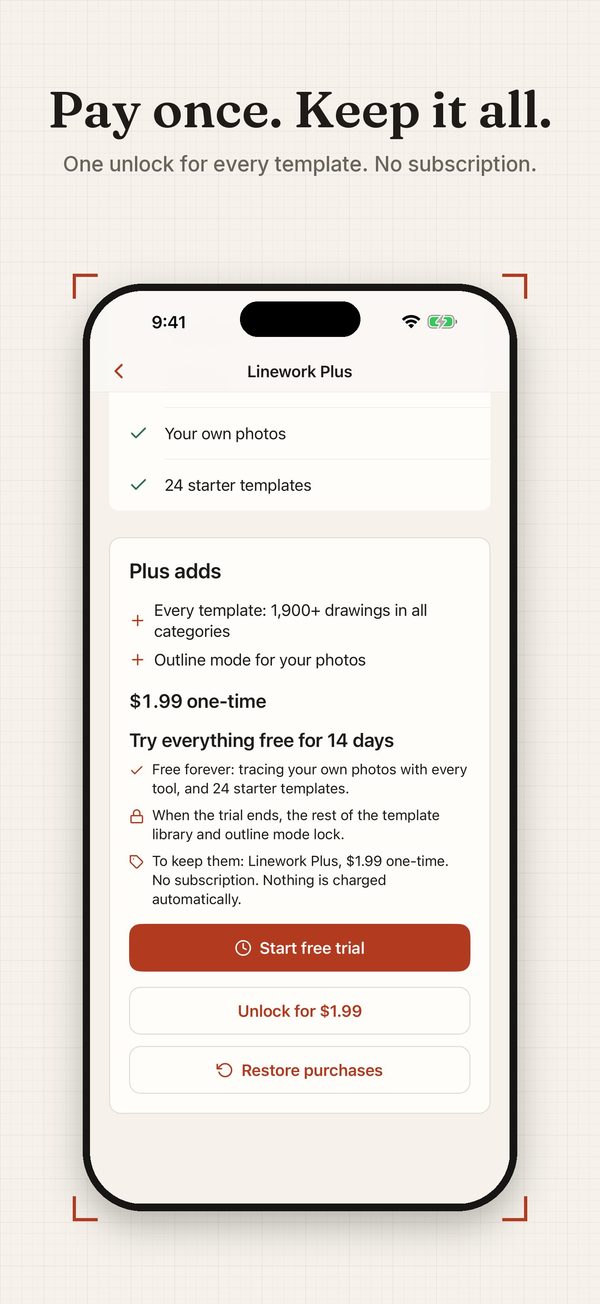 Pay once. Keep it all.
One unlock for every template. No subscription.
9:41
Linework Plus
Your own photos
24 starter templates
Plus adds
Every template: 1,900+ drawings in all
categories
Outline mode for your photos
$1.99 one-time
Try everything free for 14 days
Free forever: tracing your own photos with every
tool, and 24 starter templates.
When the trial ends, the rest of the template
library and outline mode lock.
To keep them: Linework Plus, $1.99 one-time.
No subscription. Nothing is charged
automatically.
Start free trial
Unlock for $1.99
Restore purchases